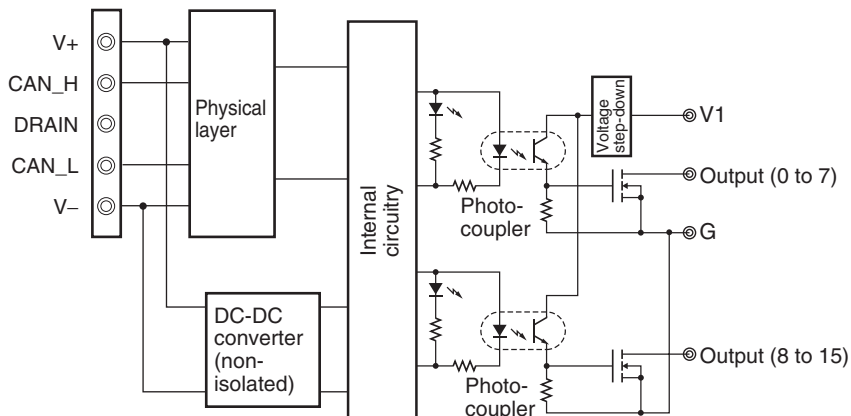 V+
CAN_H
DRAIN
CAN_L
V−
Physical
layer
DC-DC
converter
(non-
isolated)
Internal
circuitry
Photo-
coupler
Voltage
step-down
V1
Output (0 to 7)
G
Photo-
coupler
Output (8 to 15)